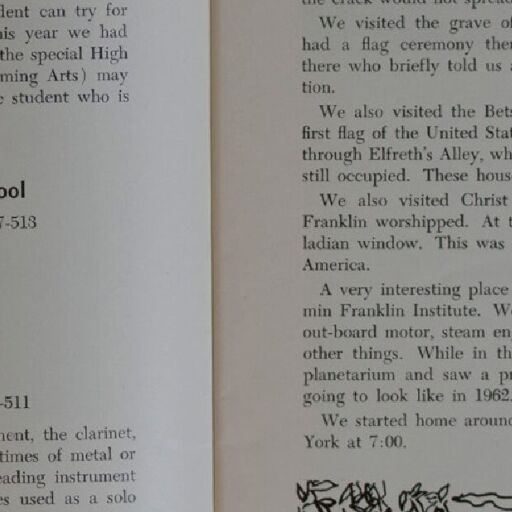 dent can try for
his year we had
the special High
ming Arts) may
student who is
ool
7-513
-511
ment, the clarinet,
times of metal or
eading instrument
es used as a solo
the crack would not spread
We visited the grave of
had a flag ceremony ther
there who briefly told us
tion.
We also visited the Bets
first flag of the United Stat
through Elfreth's Alley, wh
still occupied. These hous
We also visited Christ
Franklin worshipped. At t
ladian window. This was
America.
A very interesting place
min Franklin Institute. We
out-board motor, steam en
other things. While in th
planetarium and saw a pr
going to look like in 1962.
We started home around
York at 7:00.